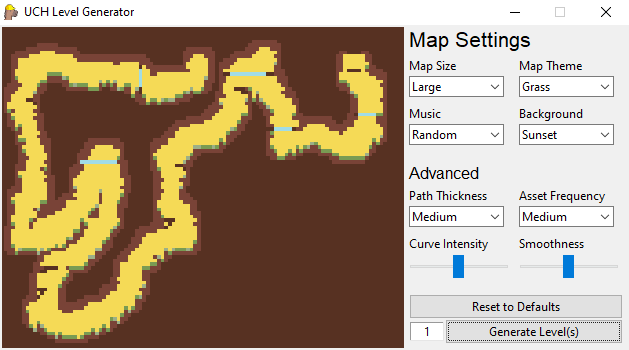 UCH Level Generator
Map Settings
Map Size Map Theme
Large Grass
Music Background
Random Sunset
Advanced
Path Thickness Asset Frequency
Medium Medium
Curve Intensity Smoothness
Reset to Defaults
1 Generate Level(s)